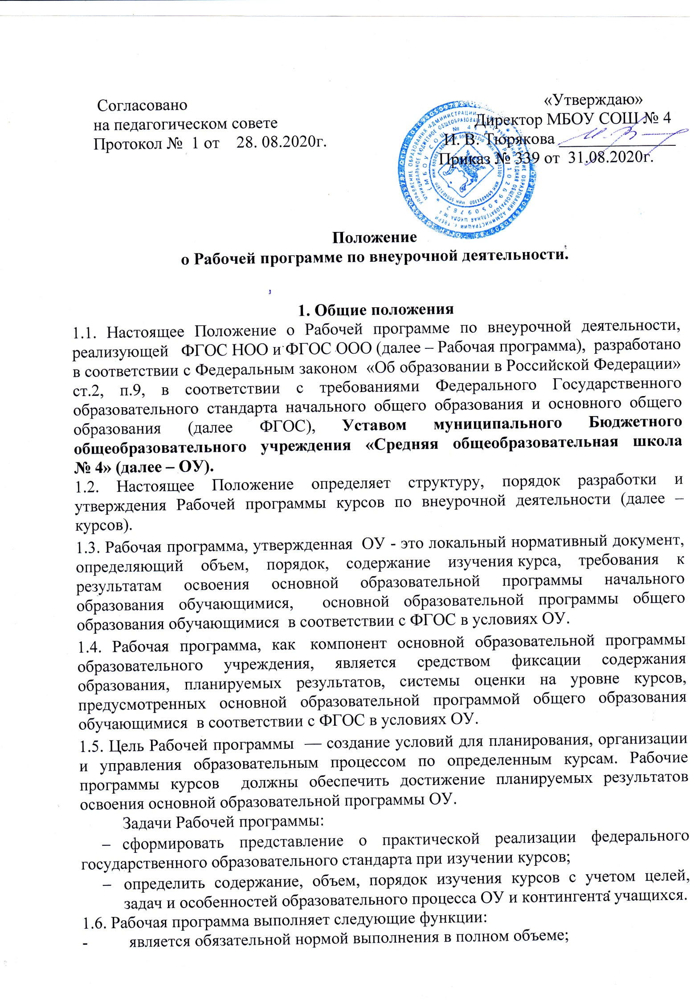 Согласовано
на педагогическом совете
Протокол № 1 от 28. 08.2020г.
«Утверждаю»
Директор МБОУ СОШ № 4
И. В. Тюрякова ______________
Приказ № 339 от 31.08.2020г.
Положение
о Рабочей программе по внеурочной деятельности.
1. Общие положения
1.1. Настоящее Положение о Рабочей программе по внеурочной деятельности,
реализующей ФГОС НОО и ФГОС ООО (далее – Рабочая программа), разработано
в соответствии с Федеральным законом «Об образовании в Российской Федерации»
ст.2, п.9, в соответствии с требованиями Федерального Государственного
образовательного стандарта начального общего образования и основного общего
образования (далее ФГОС), Уставом муниципального Бюджетного
общеобразовательного учреждения «Средняя общеобразовательная школа
№ 4» (далее – ОУ).
1.2. Настоящее Положение определяет структуру, порядок разработки и
утверждения Рабочей программы курсов по внеурочной деятельности (далее –
курсов).
1.3. Рабочая программа, утвержденная ОУ - это локальный нормативный документ,
определяющий объем, порядок, содержание изучения курса, требования к
результатам освоения основной образовательной программы начального
образования обучающимися, основной образовательной программы общего
образования обучающимися в соответствии с ФГОС в условиях ОУ.
1.4. Рабочая программа, как компонент основной образовательной программы
образовательного учреждения, является средством фиксации содержания
образования, планируемых результатов, системы оценки на уровне курсов,
предусмотренных основной образовательной программой общего образования
обучающимися в соответствии с ФГОС в условиях ОУ.
1.5. Цель Рабочей программы — создание условий для планирования, организации
и управления образовательным процессом по определенным курсам. Рабочие
программы курсов должны обеспечить достижение планируемых результатов
освоения основной образовательной программы ОУ.
Задачи Рабочей программы:
– сформировать представление о практической реализации федерального
государственного образовательного стандарта при изучении курсов;
– определить содержание, объем, порядок изучения курсов с учетом целей,
задач и особенностей образовательного процесса ОУ и контингента учащихся.
1.6. Рабочая программа выполняет следующие функции:
- является обязательной нормой выполнения в полном объеме;